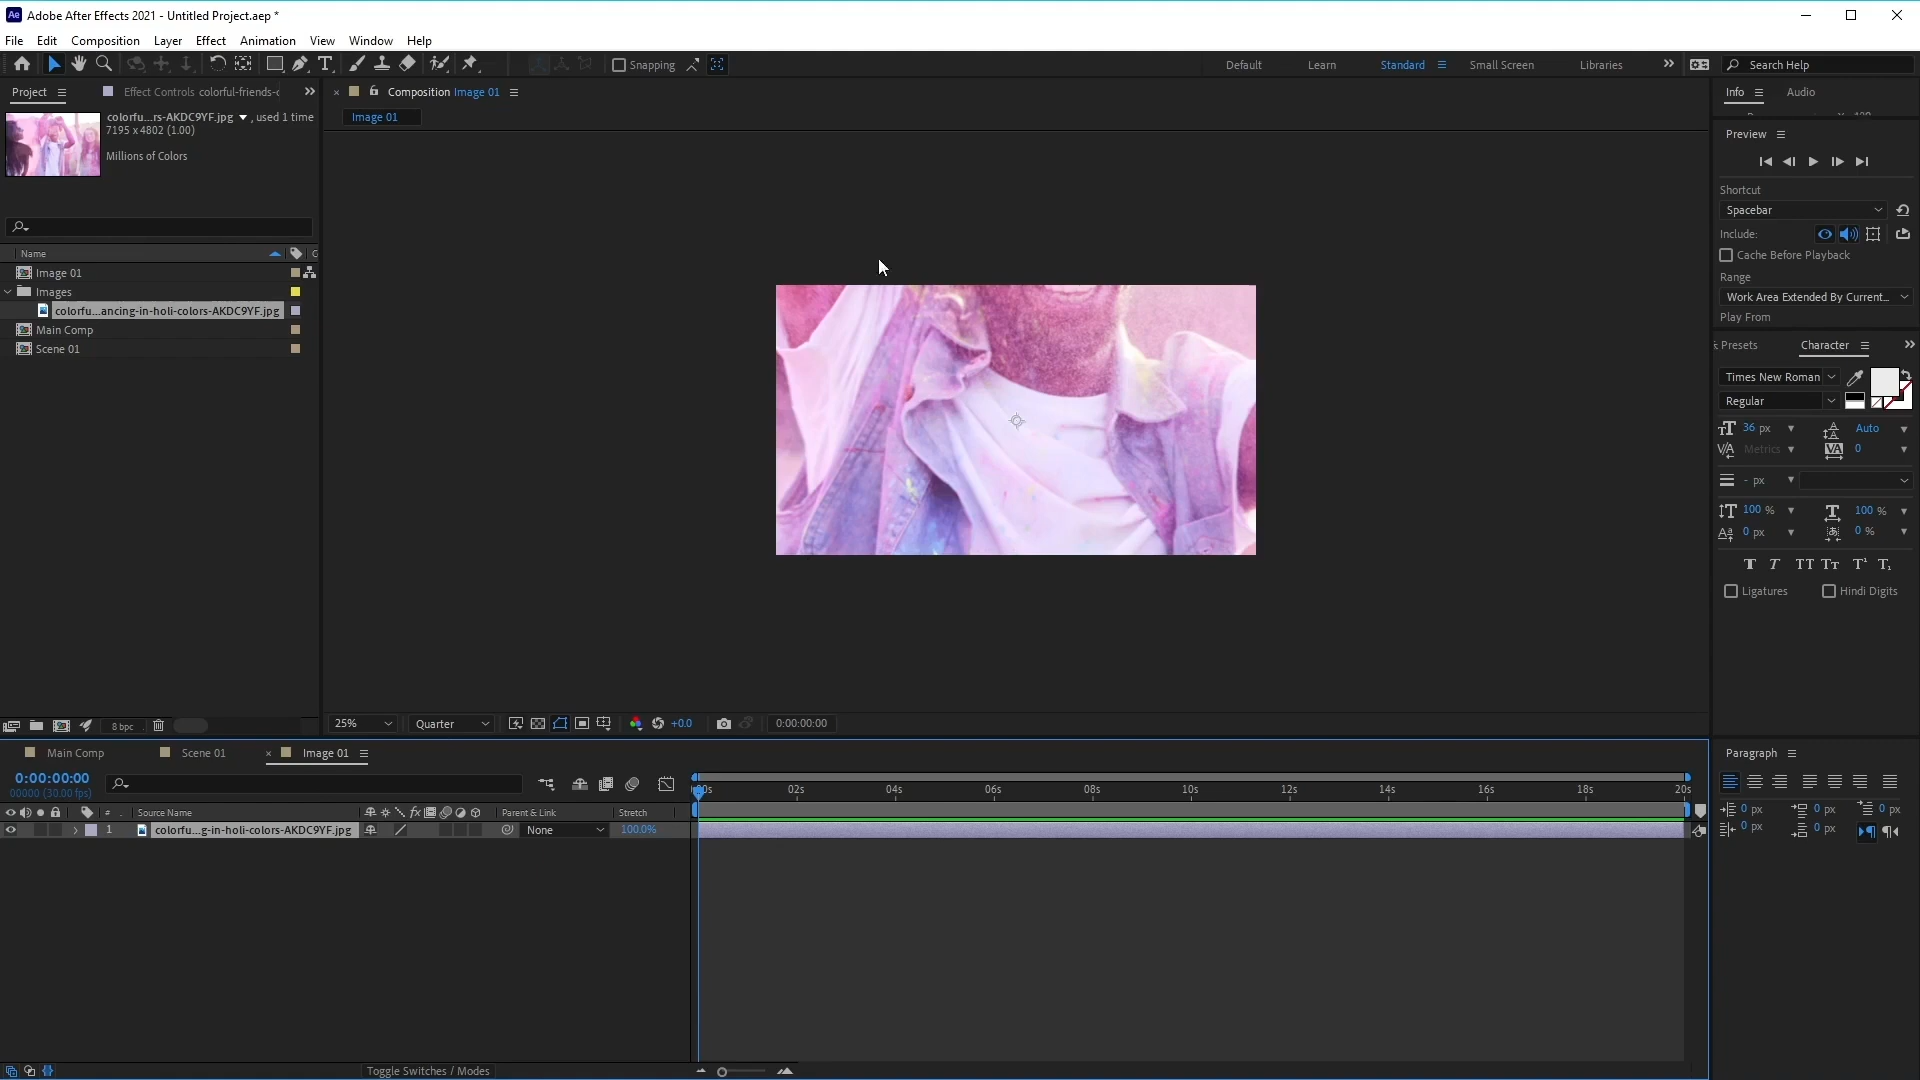 Adobe After Effects 2021 - Untitled Project.aep *
File Edit Composition Layer Effect Animation View Window Help
Snapping
Default Learn Standard Small Screen Libraries Search Help
Project Effect Controls colorful-friends-c
colorfu...rs-AKDC9YF.jpg , used 1 time
7195 x 4802 (1.00)
Millions of Colors
Name
Image 01
Images
colorfu...ancing-in-holi-colors-AKDC9YF.jpg
Main Comp
Scene 01
8 bpc
Composition Image 01
Image 01
25% Quarter +0.0 0:00:00:00
Info Audio
Preview
Shortcut
Spacebar
Include:
Cache Before Playback
Range
Work Area Extended By Current...
Play From
Presets Character
Times New Roman
Regular
36 px Auto
Metrics 0
- px
100 % 100 %
0 px 0 %
Ligatures Hindi Digits
Main Comp Scene 01 Image 01
0:00:00:00
00000 (30.00 fps)
02s 04s 06s 08s 10s 12s 14s 16s 18s 20s
# Source Name Parent & Link Stretch
1 colorfu...g-in-holi-colors-AKDC9YF.jpg None 100.0%
Toggle Switches / Modes
Paragraph
0 px 0 px 0 px
0 px 0 px